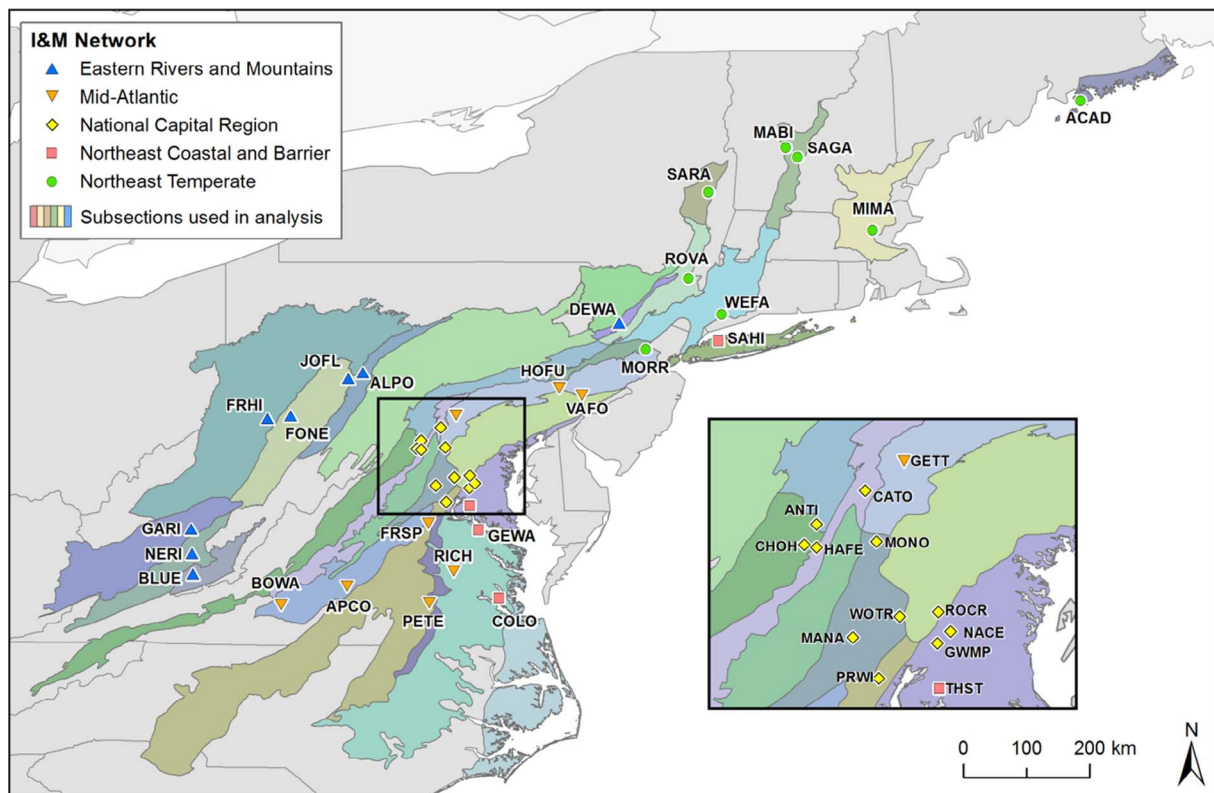 I&M Network
Eastern Rivers and Mountains
Mid-Atlantic
National Capital Region
Northeast Coastal and Barrier
Northeast Temperate
Subsections used in analysis
ACAD
MABI
SAGA
SARA
MIMA
ROVA
DEWA
WEFA
SAHI
JOFL
ALPO
HOFU
MORR
VAFO
FRHI
FONE
GARI
NERI
BLUE
FRSP
GEWA
RICH
BOWA
APCO
PETE
COLO
GETT
CATO
ANTI
CHOH
HAFE
MONO
WOTR
ROCR
NACE
MANA
GWMP
PRWI
THST
0 100 200 km
N